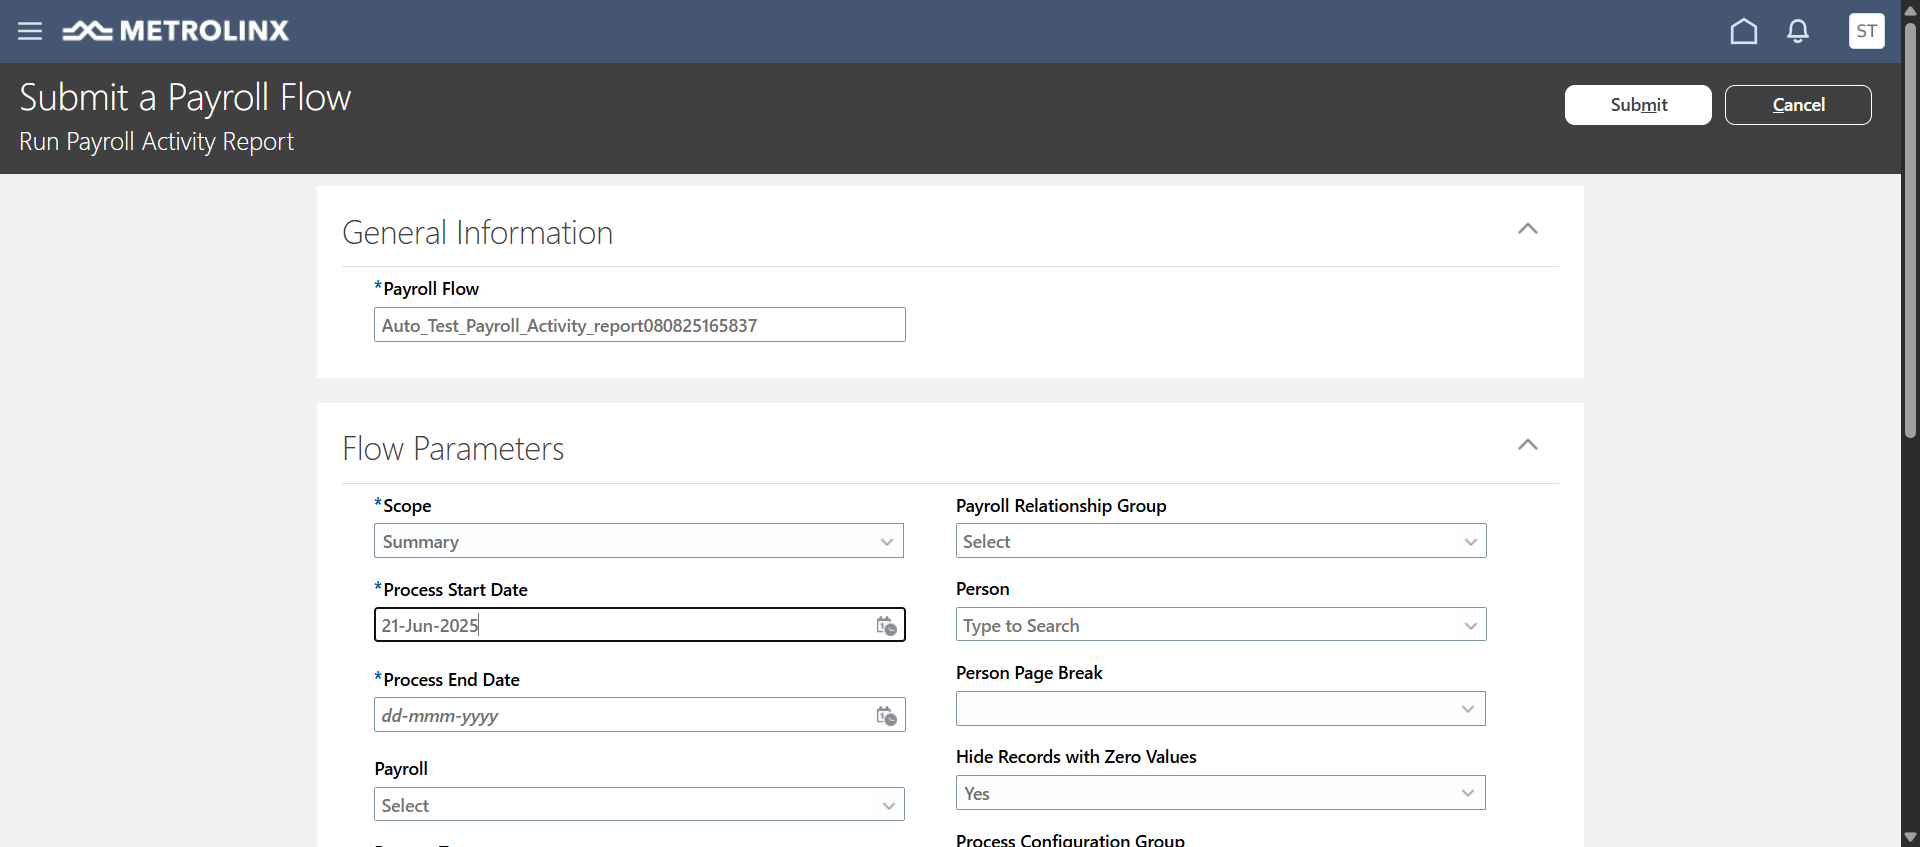 METROLINX
ST
Submit a Payroll Flow
Run Payroll Activity Report
Submit
Cancel
General Information
*Payroll Flow
Auto_Test_Payroll_Activity_report080825165837
Flow Parameters
*Scope
Summary
*Process Start Date
21-Jun-2025
*Process End Date
dd-mmm-yyyy
Payroll
Select
Payroll Relationship Group
Select
Person
Type to Search
Person Page Break
Hide Records with Zero Values
Yes
Process Configuration Group